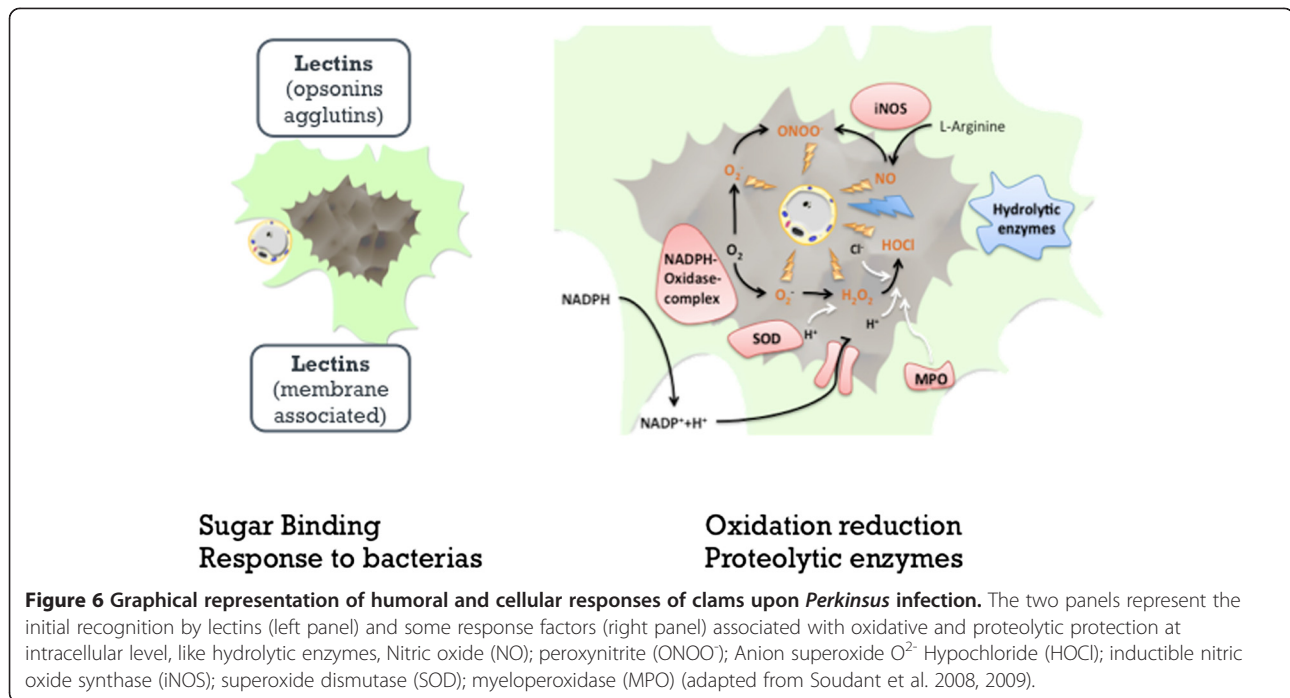 Lectins
(opsonins
agglutins)
Lectins
(membrane
associated)
iNOS
L-Arginine
ONOO⁻
O₂⁻
NO
Hydrolytic
enzymes
Cl⁻
HOCl
O₂
NADPH-
Oxidase-
complex
NADPH
O₂⁻
H₂O₂
SOD
H⁺
H⁺
MPO
NADP⁺+H⁺
Sugar Binding
Response to bacterias
Oxidation reduction
Proteolytic enzymes
Figure 6 Graphical representation of humoral and cellular responses of clams upon Perkinsus infection. The two panels represent the
initial recognition by lectins (left panel) and some response factors (right panel) associated with oxidative and proteolytic protection at
intracellular level, like hydrolytic enzymes, Nitric oxide (NO); peroxynitrite (ONOO⁻); Anion superoxide O²⁻ Hypochloride (HOCl); inductible nitric
oxide synthase (iNOS); superoxide dismutase (SOD); myeloperoxidase (MPO) (adapted from Soudant et al. 2008, 2009).